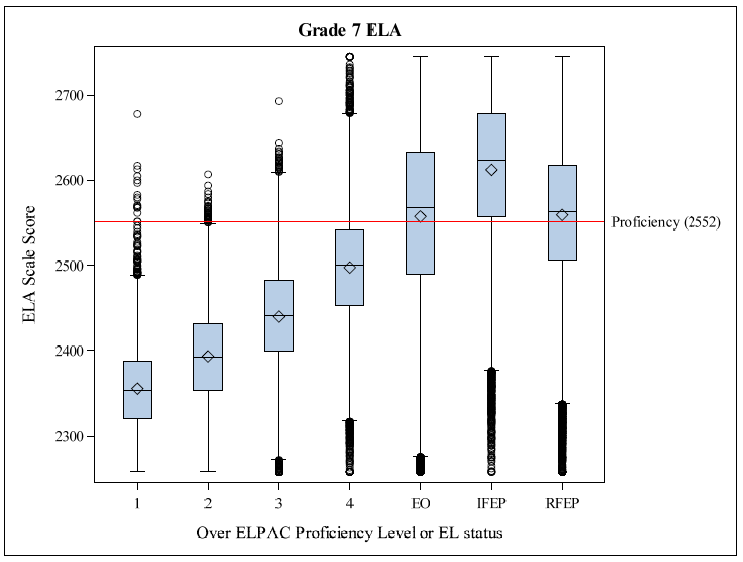 Grade 7 ELA
2700
2600
2500
2400
2300
ELA Scale Score
Proficiency (2552)
1 2 3 4 EO IFEP RFEP
Over ELPAC Proficiency Level or EL status